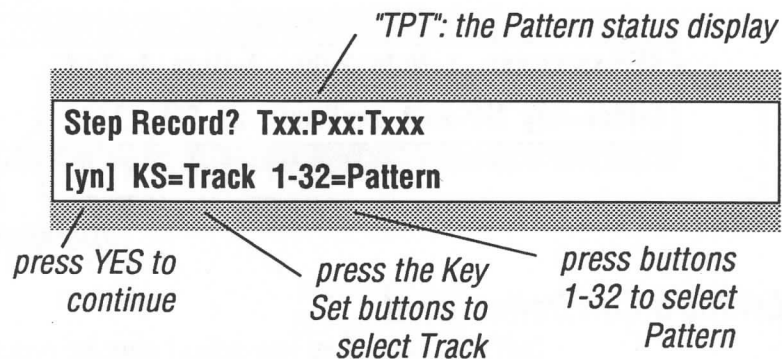 "TPT": the Pattern status display
Step Record? Txx:Pxx:Txxx
[yn] KS=Track 1-32=Pattern
press YES to
continue
press the Key
Set buttons to
select Track
press buttons
1-32 to select
Pattern